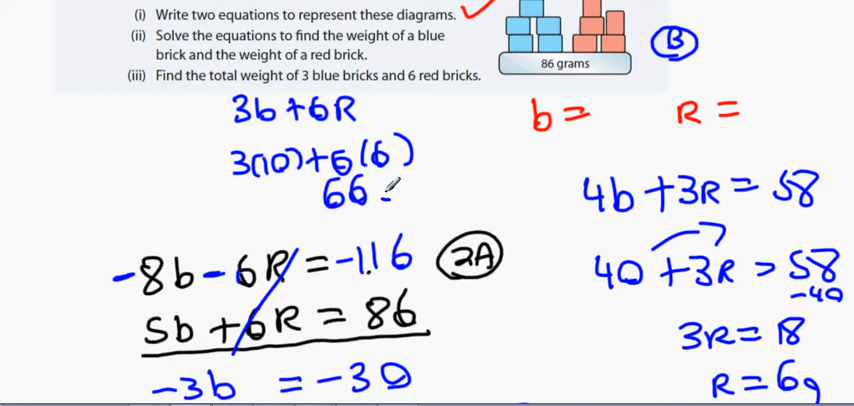 (i) Write two equations to represent these diagrams.
(ii) Solve the equations to find the weight of a blue
brick and the weight of a red brick.
(iii) Find the total weight of 3 blue bricks and 6 red bricks.
86 grams
B
3b + 6R
3(10) + 6(6)
66
b =
R =
4b + 3R = 58
40 + 3R = 58
-40
3R = 18
R = 6g
-8b - 6R = -116
2A
5b + 6R = 86
-3b = -30